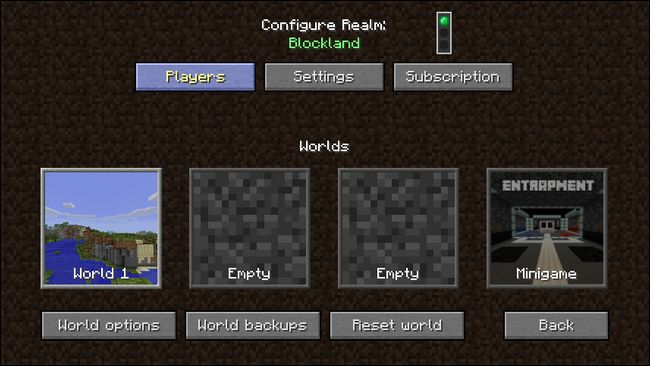 Configure Realm:
Blockland
Players Settings Subscription
Worlds
ENTRAPMENT
World 1 Empty Empty Minigame
World options World backups Reset world Back